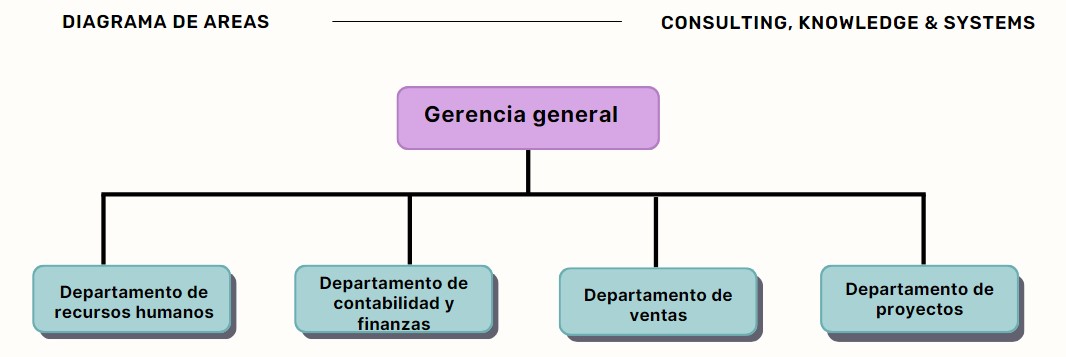 DIAGRAMA DE AREAS
CONSULTING, KNOWLEDGE & SYSTEMS
Gerencia general
Departamento de
recursos humanos
Departamento de
contabilidad y
finanzas
Departamento de
ventas
Departamento de
proyectos